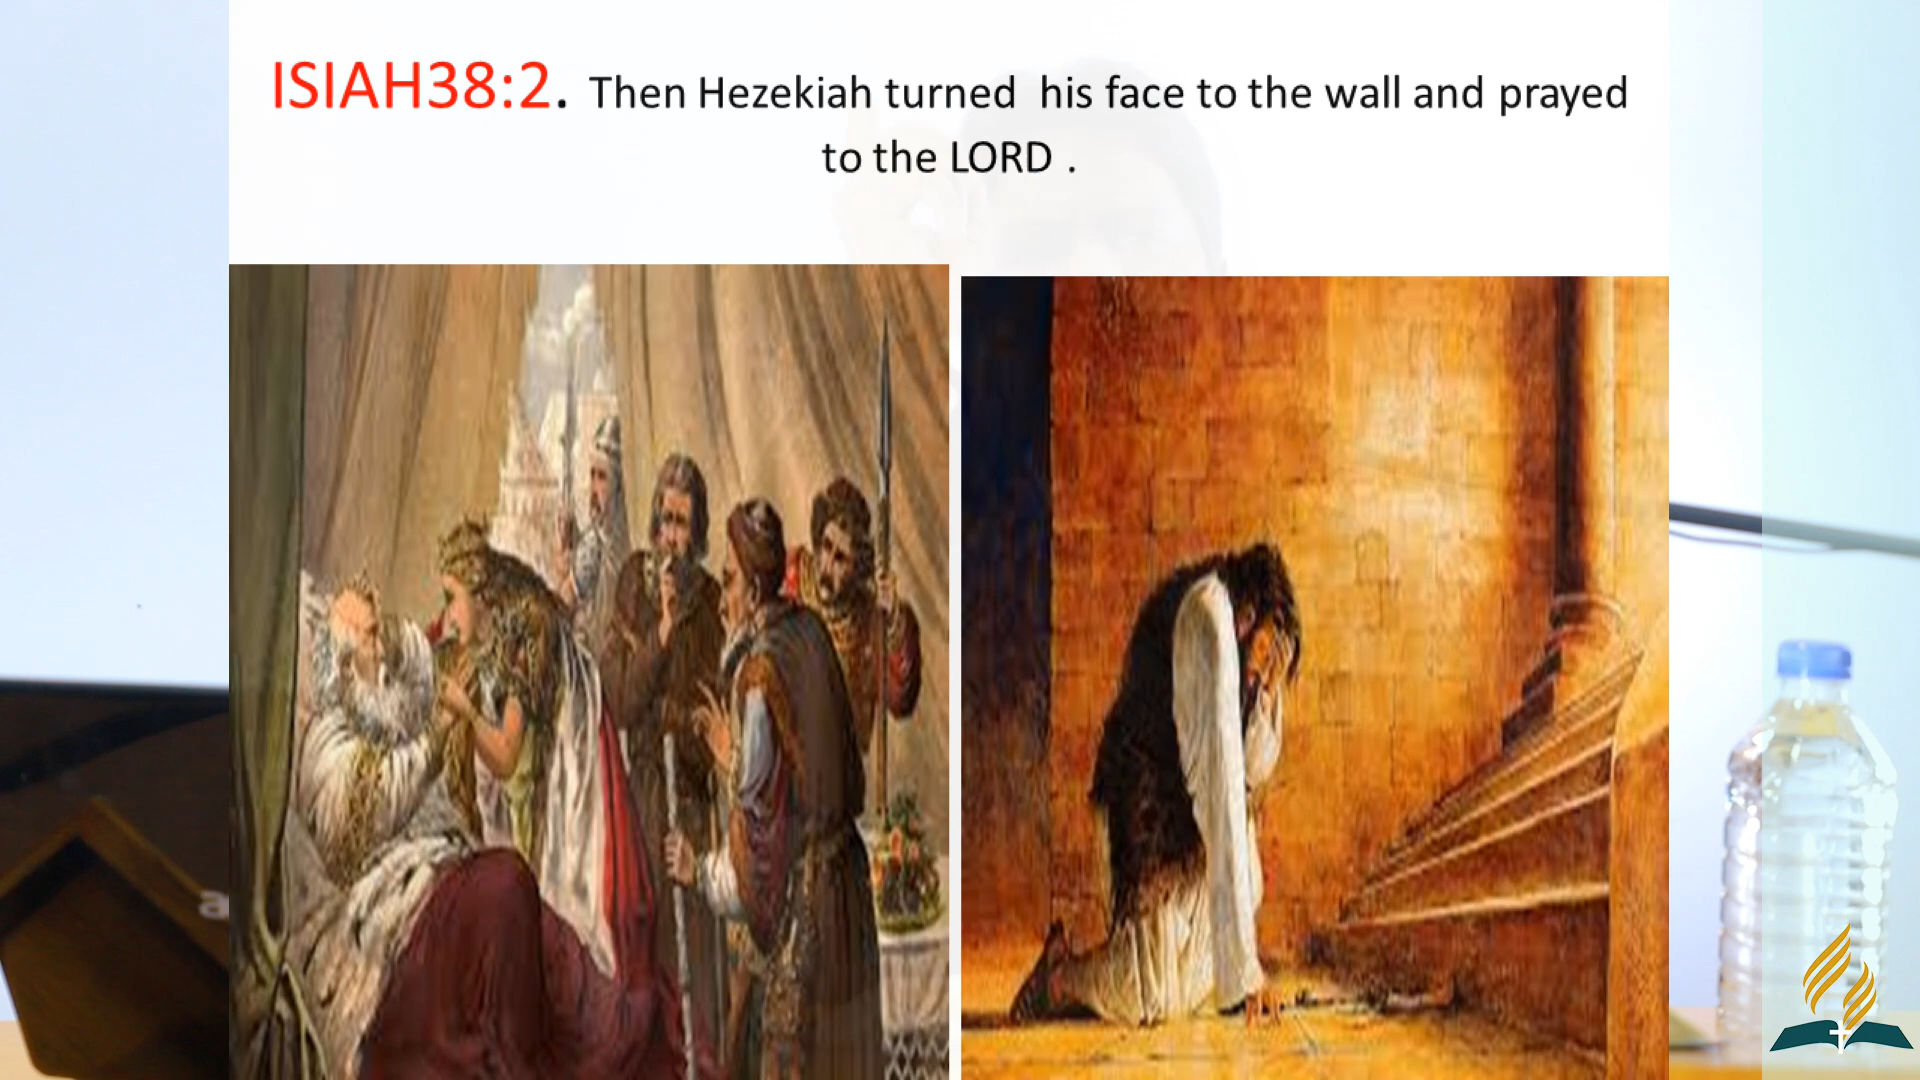 ISIAH38:2. Then Hezekiah turned his face to the wall and prayed
to the LORD .
a